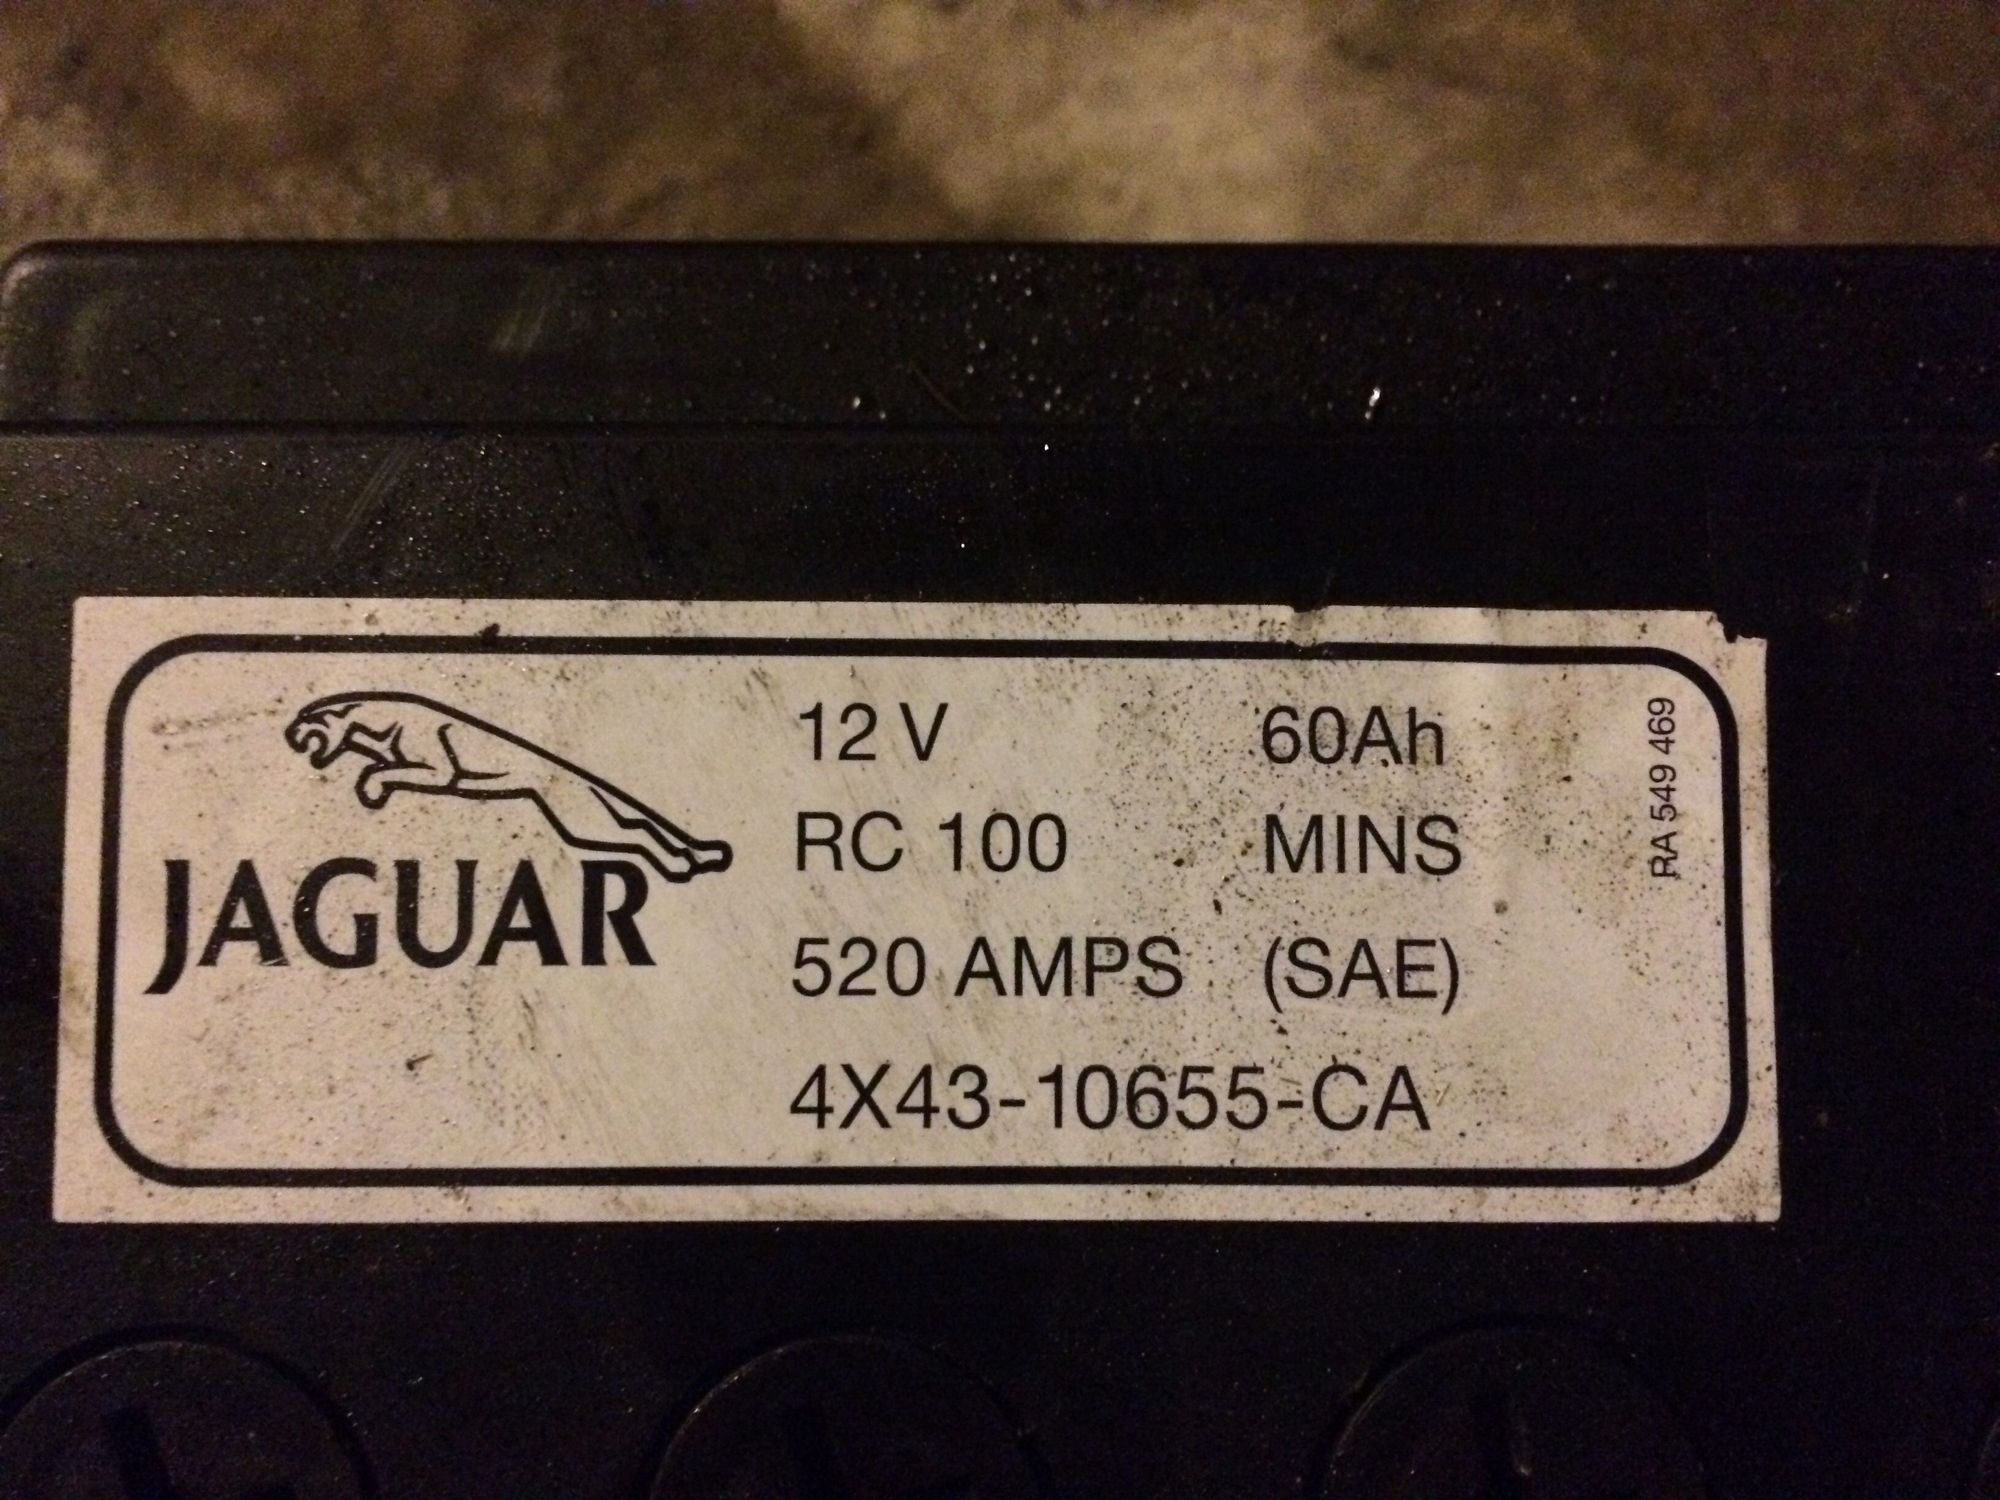 JAGUAR
12 V 60Ah
RC 100 MINS
520 AMPS (SAE)
4X43-10655-CA
RA 549 469